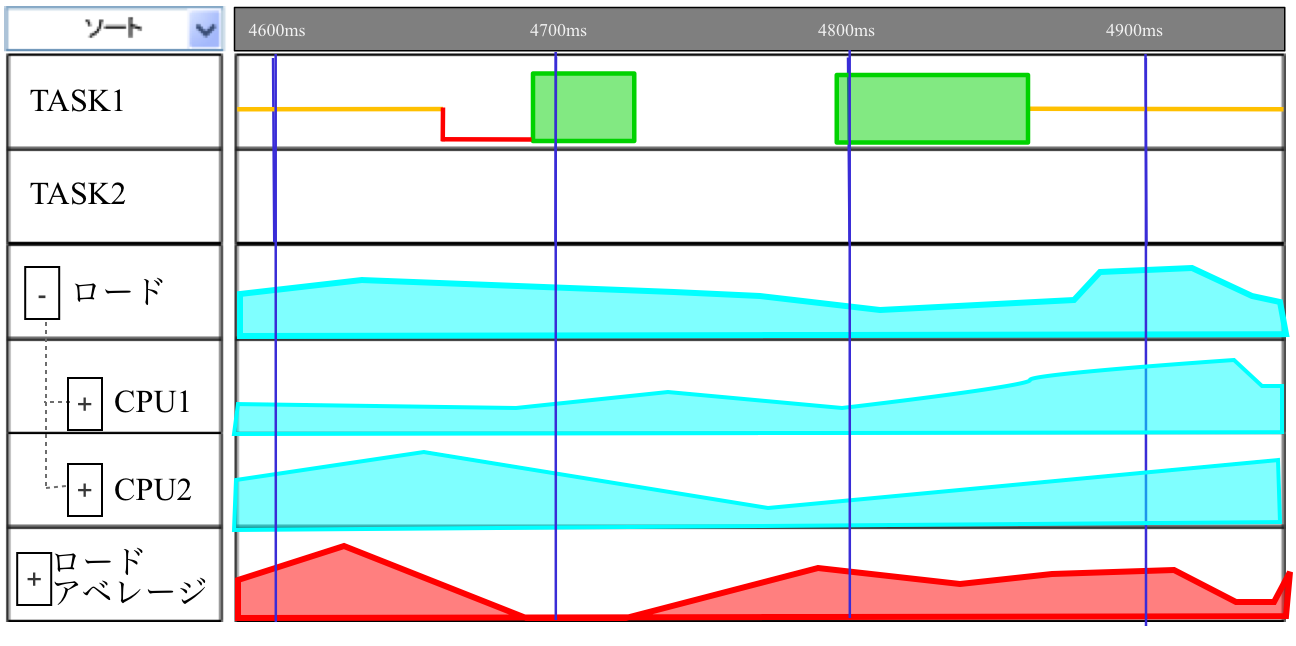 ソート
4600ms
4700ms
4800ms
4900ms
TASK1
TASK2
- ロード
+ CPU1
+ CPU2
+ ロード
アベレージ